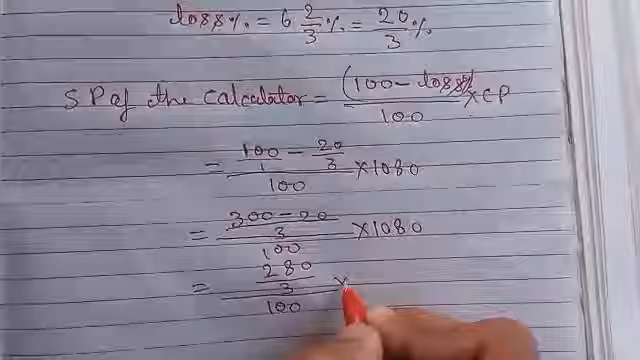 loss% = 6 2/3 % = 20/3 %
SP of the calculator = (100 - loss%)/100 × CP
= (100/1 - 20/3)/100 × 1080
= ((300 - 20)/3)/100 × 1080
= (280/3)/100 ×